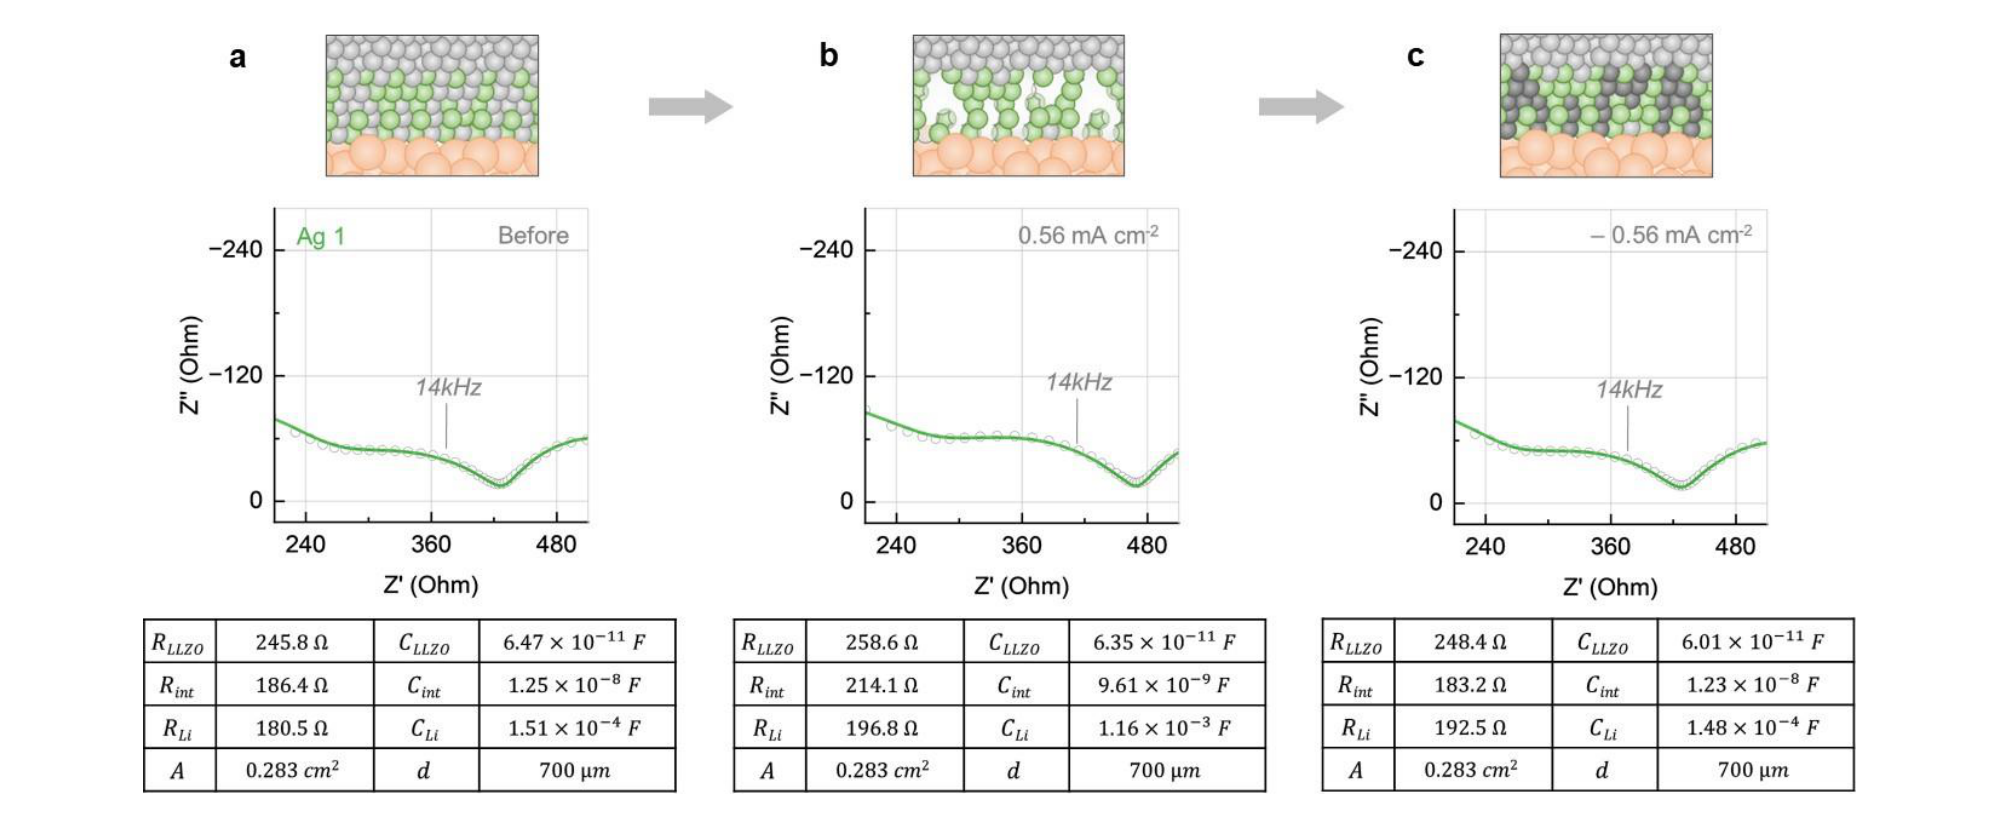 a
b
c
Ag 1
Before
−240
−120
0
14kHz
240 360 480
Z'' (Ohm)
Z' (Ohm)
0.56 mA cm⁻²
−240
−120
0
14kHz
240 360 480
Z'' (Ohm)
Z' (Ohm)
– 0.56 mA cm⁻²
−240
−120
0
14kHz
240 360 480
Z'' (Ohm)
Z' (Ohm)
R_LLZO 245.8 Ω C_LLZO 6.47 × 10⁻¹¹ F
R_int 186.4 Ω C_int 1.25 × 10⁻⁸ F
R_Li 180.5 Ω C_Li 1.51 × 10⁻⁴ F
A 0.283 cm² d 700 μm
R_LLZO 258.6 Ω C_LLZO 6.35 × 10⁻¹¹ F
R_int 214.1 Ω C_int 9.61 × 10⁻⁹ F
R_Li 196.8 Ω C_Li 1.16 × 10⁻³ F
A 0.283 cm² d 700 μm
R_LLZO 248.4 Ω C_LLZO 6.01 × 10⁻¹¹ F
R_int 183.2 Ω C_int 1.23 × 10⁻⁸ F
R_Li 192.5 Ω C_Li 1.48 × 10⁻⁴ F
A 0.283 cm² d 700 μm